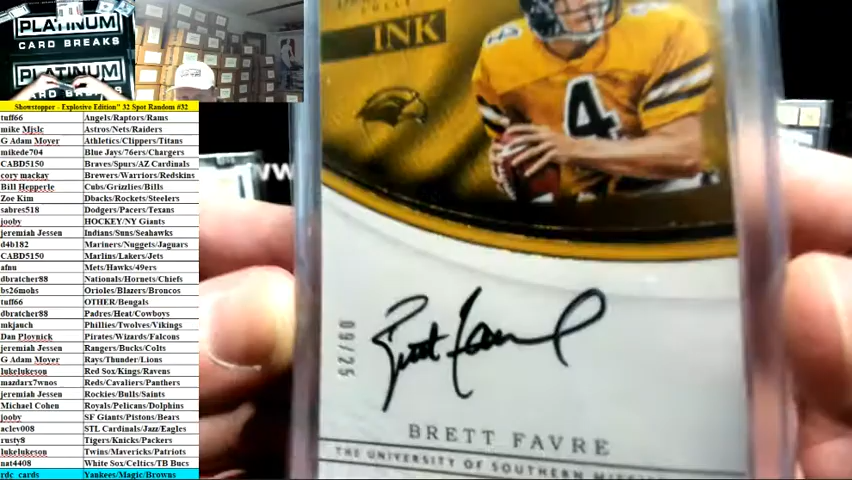 PLATINUM
CARD BREAKS
PLATINUM
CARD BREAKS
Showstopper - Explosive Edition" 32 Spot Random #32
tuff66 Angels/Raptors/Rams
mike Mjslc Astros/Nets/Raiders
G Adam Moyer Athletics/Clippers/Titans
mikede704 Blue Jays/76ers/Chargers
CABD5150 Braves/Spurs/AZ Cardinals
cory mackay Brewers/Warriors/Redskins
Bill Hepperle Cubs/Grizzlies/Bills
Zoe Kim Dbacks/Rockets/Steelers
sabres518 Dodgers/Pacers/Texans
jooby HOCKEY/NY Giants
jeremiah Jessen Indians/Suns/Seahawks
d4b182 Mariners/Nuggets/Jaguars
CABD5150 Marlins/Lakers/Jets
afnu Mets/Hawks/49ers
dbratcher88 Nationals/Hornets/Chiefs
bs26mohs Orioles/Blazers/Broncos
tuff66 OTHER/Bengals
dbratcher88 Padres/Heat/Cowboys
mkjauch Phillies/Twolves/Vikings
Dan Ploynick Pirates/Wizards/Falcons
jeremiah Jessen Rangers/Bucks/Colts
G Adam Moyer Rays/Thunder/Lions
lukelukeson Red Sox/Kings/Ravens
mazdarx7wnos Reds/Cavaliers/Panthers
jeremiah Jessen Rockies/Bulls/Saints
Michael Cohen Royals/Pelicans/Dolphins
jooby SF Giants/Pistons/Bears
aclev008 STL Cardinals/Jazz/Eagles
rusty8 Tigers/Knicks/Packers
lukelukeson Twins/Mavericks/Patriots
nat4408 White Sox/Celtics/TB Bucs
rdc_cards Yankees/Magic/Browns
INK
4
09/25
Brett Favre
BRETT FAVRE
THE UNIVERSITY OF SOUTHERN